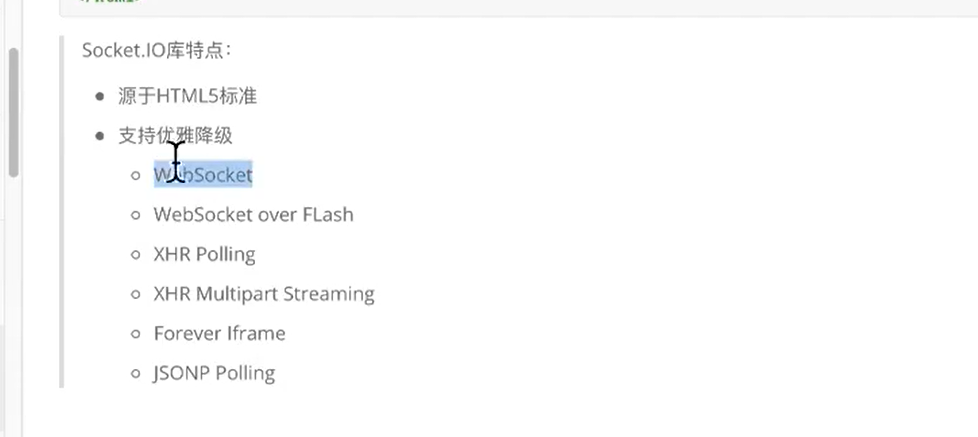 Socket.IO库特点：
源于HTML5标准
支持优雅降级
WebSocket
WebSocket over FLash
XHR Polling
XHR Multipart Streaming
Forever Iframe
JSONP Polling